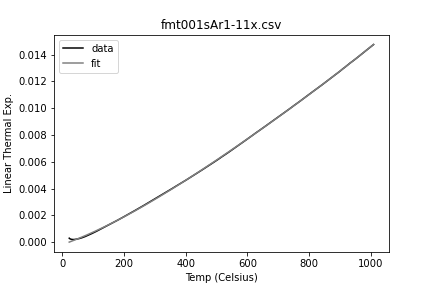 fmt001sAr1-11x.csv
data
fit
0.014
0.012
0.010
0.008
0.006
0.004
0.002
0.000
Linear Thermal Exp.
0
200
400
600
800
1000
Temp (Celsius)